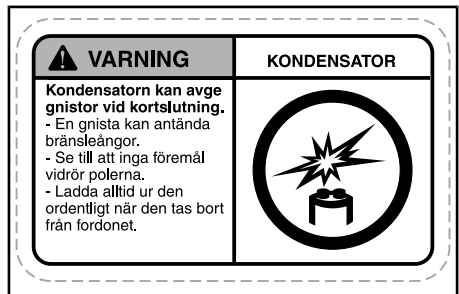 VARNING
Kondensatorn kan avge
gnistor vid kortslutning.
- En gnista kan antända
bränsleångor.
- Se till att inga föremål
vidrör polerna.
- Ladda alltid ur den
ordentligt när den tas bort
från fordonet.
KONDENSATOR